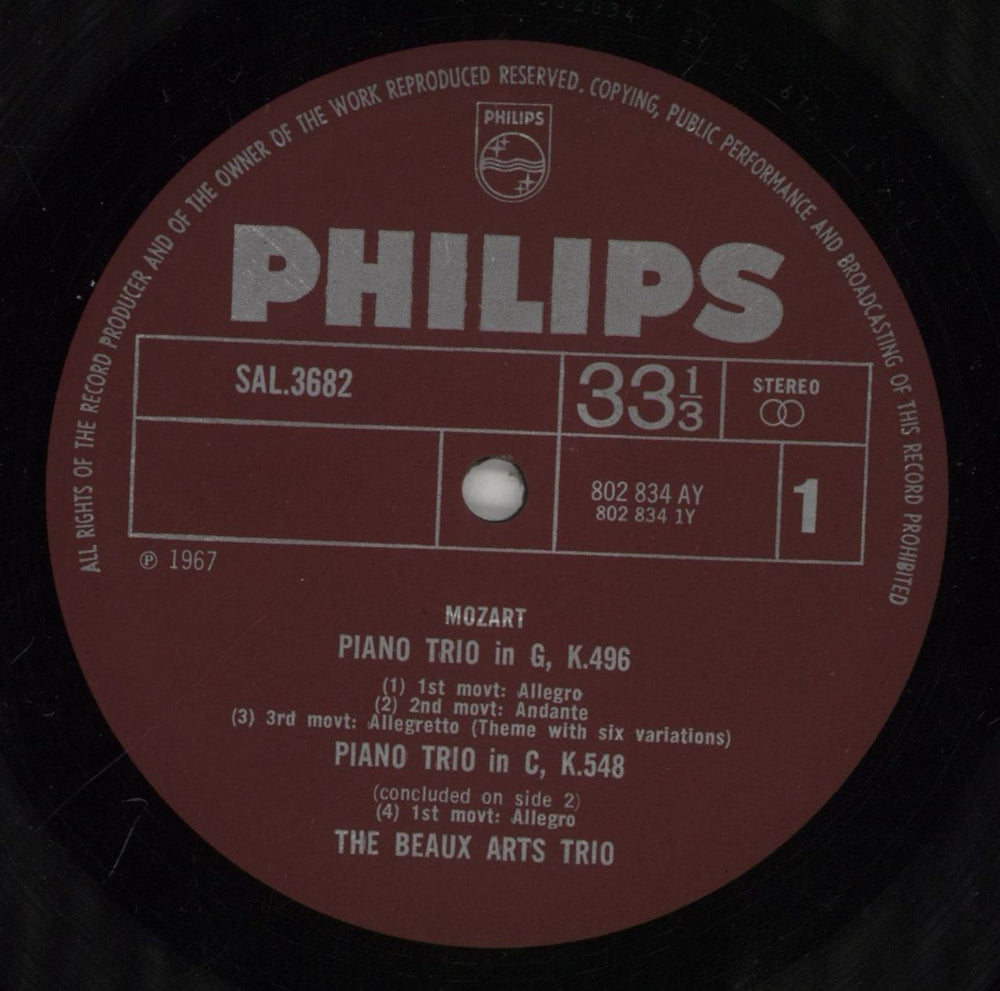 ALL RIGHTS OF THE RECORD PRODUCER AND OF THE OWNER OF THE WORK REPRODUCED RESERVED. COPYING, PUBLIC PERFORMANCE AND BROADCASTING OF THIS RECORD PROHIBITED
PHILIPS
PHILIPS
SAL.3682
33 1/3
STEREO
802 834 AY
802 834 1Y
1
Ⓟ 1967
MOZART
PIANO TRIO in G, K.496
(1) 1st movt: Allegro
(2) 2nd movt: Andante
(3) 3rd movt: Allegretto (Theme with six variations)
PIANO TRIO in C, K.548
(concluded on side 2)
(4) 1st movt: Allegro
THE BEAUX ARTS TRIO